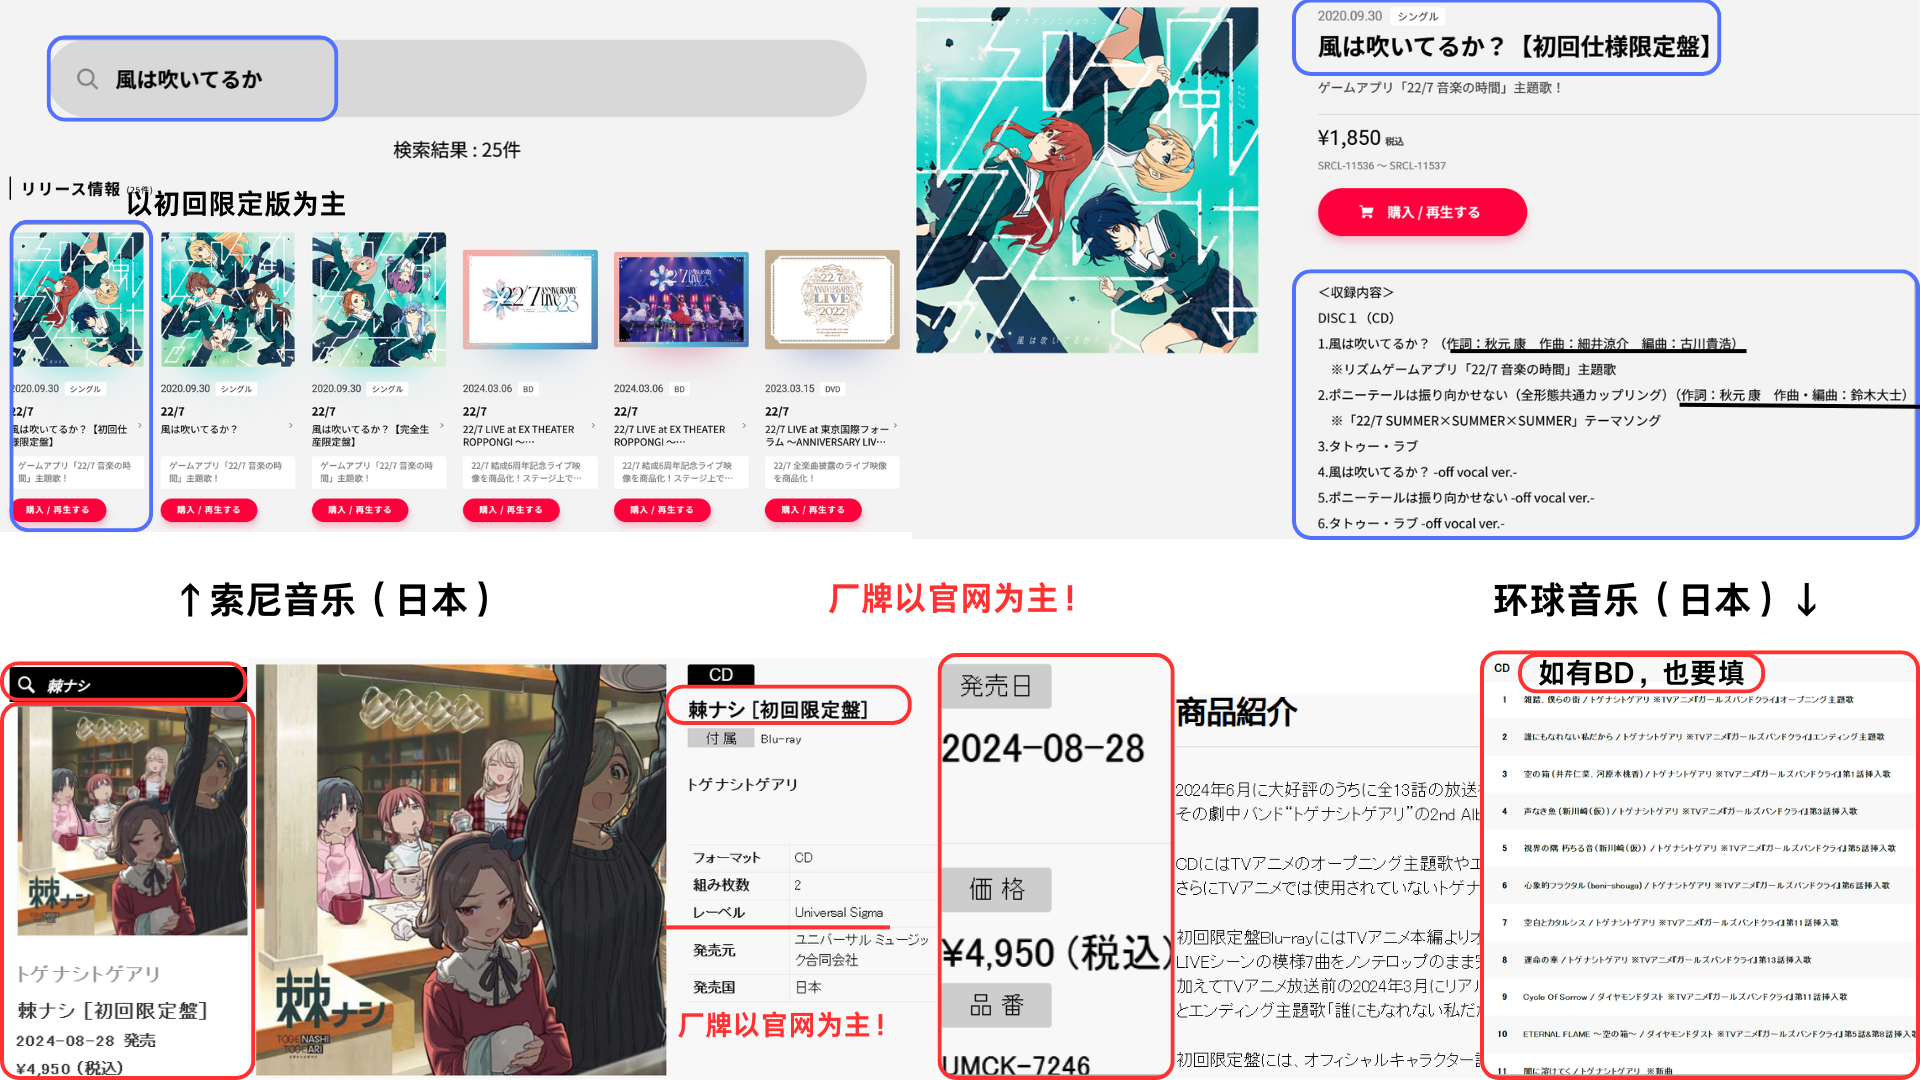 風は吹いてるか
検索結果 : 25件
リリース情報 (25件)
以初回限定版为主
2020.09.30 シングル
22/7
風は吹いてるか？【初回仕様限定盤】
ゲームアプリ「22/7 音楽の時間」主題歌！
購入 / 再生する
2020.09.30 シングル
22/7
風は吹いてるか？
ゲームアプリ「22/7 音楽の時間」主題歌！
購入 / 再生する
2020.09.30 シングル
22/7
風は吹いてるか？【完全生産限定盤】
ゲームアプリ「22/7 音楽の時間」主題歌！
購入 / 再生する
22/7 ANNIVERSARY LIVE 2023
2024.03.06 BD
22/7
22/7 LIVE at EX THEATER ROPPONGI ～…
22/7 結成6周年記念ライブ映像を商品化！ステージ上で…
購入 / 再生する
22/7 ANNIVERSARY LIVE 23
2024.03.06 BD
22/7
22/7 LIVE at EX THEATER ROPPONGI ～…
22/7 結成6周年記念ライブ映像を商品化！ステージ上で…
購入 / 再生する
22/7 ANNIVERSARY LIVE 2022
2023.03.15 DVD
22/7
22/7 LIVE at 東京国際フォーラム ～ANNIVERSARY LIV…
22/7 全楽曲披露のライブ映像を商品化！
購入 / 再生する
風は吹いてるか？
2020.09.30 シングル
風は吹いてるか？【初回仕様限定盤】
ゲームアプリ「22/7 音楽の時間」主題歌！
¥1,850 税込
SRCL-11536 ～ SRCL-11537
購入 / 再生する
＜収録内容＞
DISC１（CD）
1.風は吹いてるか？（作詞：秋元 康　作曲：細井涼介　編曲：古川貴浩）
※リズムゲームアプリ「22/7 音楽の時間」主題歌
2.ポニーテールは振り向かせない（全形態共通カップリング）（作詞：秋元 康　作曲・編曲：鈴木大士）
※「22/7 SUMMER×SUMMER×SUMMER」テーマソング
3.タトゥー・ラブ
4.風は吹いてるか？ -off vocal ver.-
5.ポニーテールは振り向かせない -off vocal ver.-
6.タトゥー・ラブ -off vocal ver.-
↑索尼音乐（日本）
厂牌以官网为主！
环球音乐（日本）↓
棘ナシ
棘ナシ
トゲナシトゲアリ
棘ナシ [初回限定盤]
2024-08-28 発売
¥4,950 (税込)
棘ナシ
TOGENASHI
TOGEARI
CD
棘ナシ [初回限定盤]
付属 Blu-ray
トゲナシトゲアリ
フォーマット CD
組み枚数 2
レーベル Universal Sigma
発売元 ユニバーサル ミュージック合同会社
発売国 日本
厂牌以官网为主！
発売日
2024-08-28
価格
¥4,950 (税込)
品番
UMCK-7246
商品紹介
2024年6月に大好評のうちに全13話の放送
その劇中バンド“トゲナシトゲアリ”の2nd Alb
CDにはTVアニメのオープニング主題歌やエ
さらにTVアニメでは使用されていないトゲナ
初回限定盤Blu-rayにはTVアニメ本編よりオ
LIVEシーンの模様7曲をノンテロップのまま
加えてTVアニメ放送前の2024年3月にリアル
とエンディング主題歌「誰にもなれない私だか
初回限定盤には、オフィシャルキャラクター
CD
如有BD，也要填
1 雑踏、僕らの街 / トゲナシトゲアリ ※TVアニメ『ガールズバンドクライ』オープニング主題歌
2 誰にもなれない私だから / トゲナシトゲアリ ※TVアニメ『ガールズバンドクライ』エンディング主題歌
3 空の箱 (井芹仁菜、河原木桃香) / トゲナシトゲアリ ※TVアニメ『ガールズバンドクライ』第1話挿入歌
4 声なき魚 (新川崎(仮)) / トゲナシトゲアリ ※TVアニメ『ガールズバンドクライ』第3話挿入歌
5 視界の隅 朽ちる音 (新川崎(仮)) / トゲナシトゲアリ ※TVアニメ『ガールズバンドクライ』第5話挿入歌
6 心象的フラクタル (beni-shouga) / トゲナシトゲアリ ※TVアニメ『ガールズバンドクライ』第6話挿入歌
7 空白とカタルシス / トゲナシトゲアリ ※TVアニメ『ガールズバンドクライ』第11話挿入歌
8 運命の華 / トゲナシトゲアリ ※TVアニメ『ガールズバンドクライ』第13話挿入歌
9 Cycle Of Sorrow / ダイヤモンドダスト ※TVアニメ『ガールズバンドクライ』第11話挿入歌
10 ETERNAL FLAME ～空の箱～ / ダイヤモンドダスト ※TVアニメ『ガールズバンドクライ』第5話&第8話挿入歌
11 闇に溶けてく / トゲナシトゲアリ ※新曲